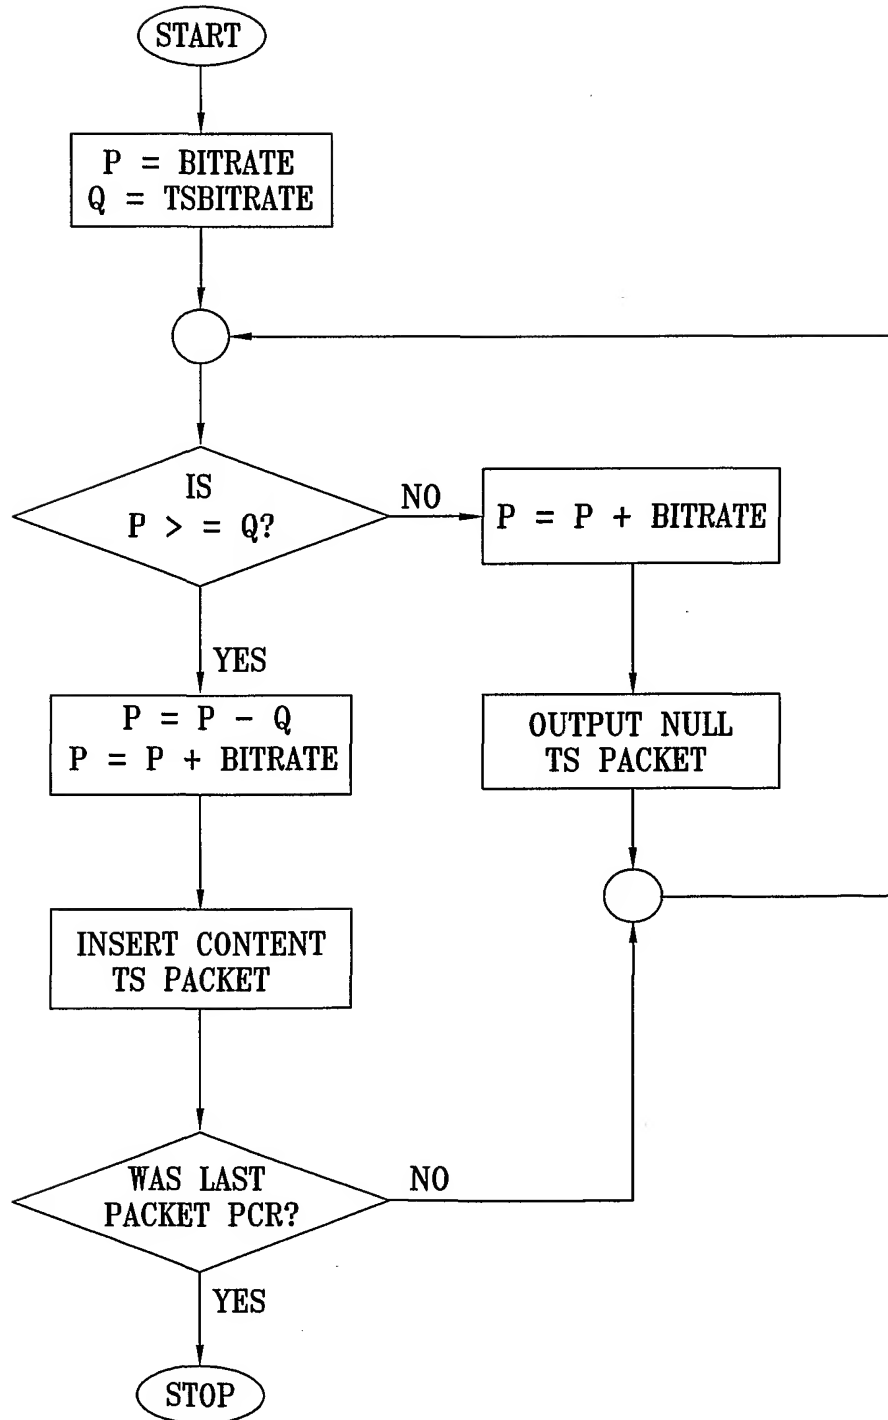 START
P = BITRATE
Q = TSBITRATE
IS
P > = Q?
NO
P = P + BITRATE
YES
P = P - Q
P = P + BITRATE
OUTPUT NULL
TS PACKET
INSERT CONTENT
TS PACKET
WAS LAST
PACKET PCR?
NO
YES
STOP